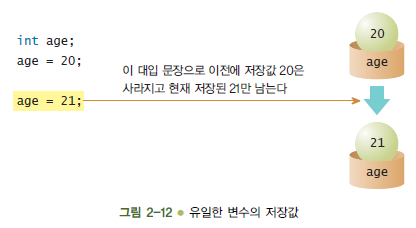 int age;
age = 20;
이 대입 문장으로 이전에 저장값 20은
사라지고 현재 저장된 21만 남는다
age = 21;
20
age
21
age
그림 2-12 ● 유일한 변수의 저장값